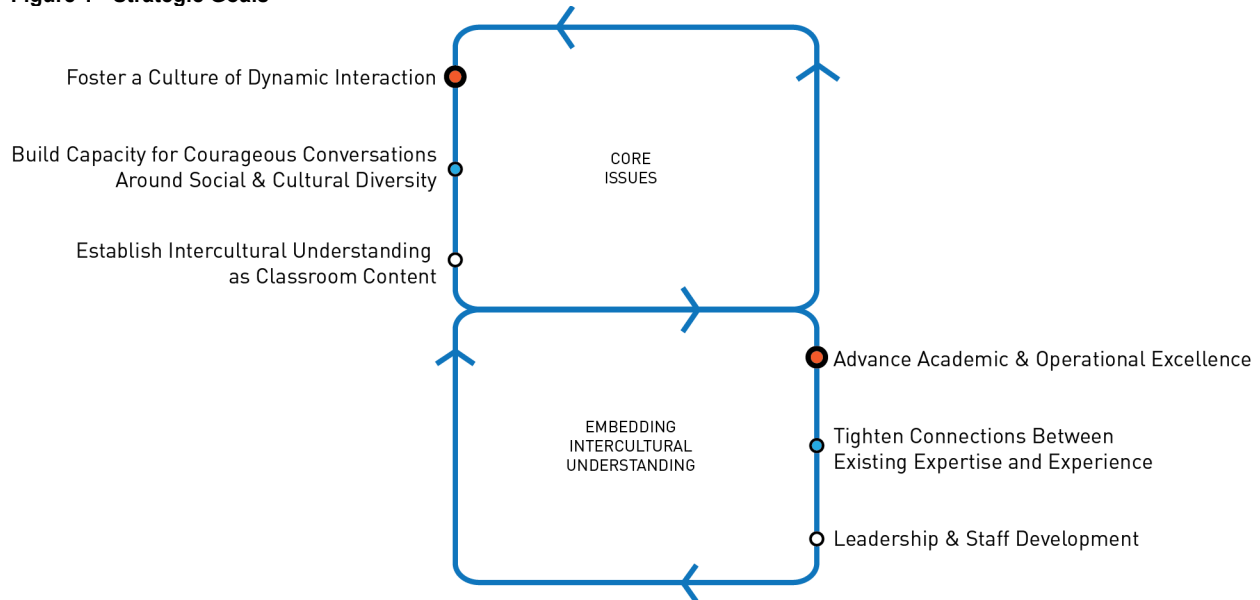 Foster a Culture of Dynamic Interaction
Build Capacity for Courageous Conversations
Around Social & Cultural Diversity
Establish Intercultural Understanding
as Classroom Content
CORE
ISSUES
EMBEDDING
INTERCULTURAL
UNDERSTANDING
Advance Academic & Operational Excellence
Tighten Connections Between
Existing Expertise and Experience
Leadership & Staff Development